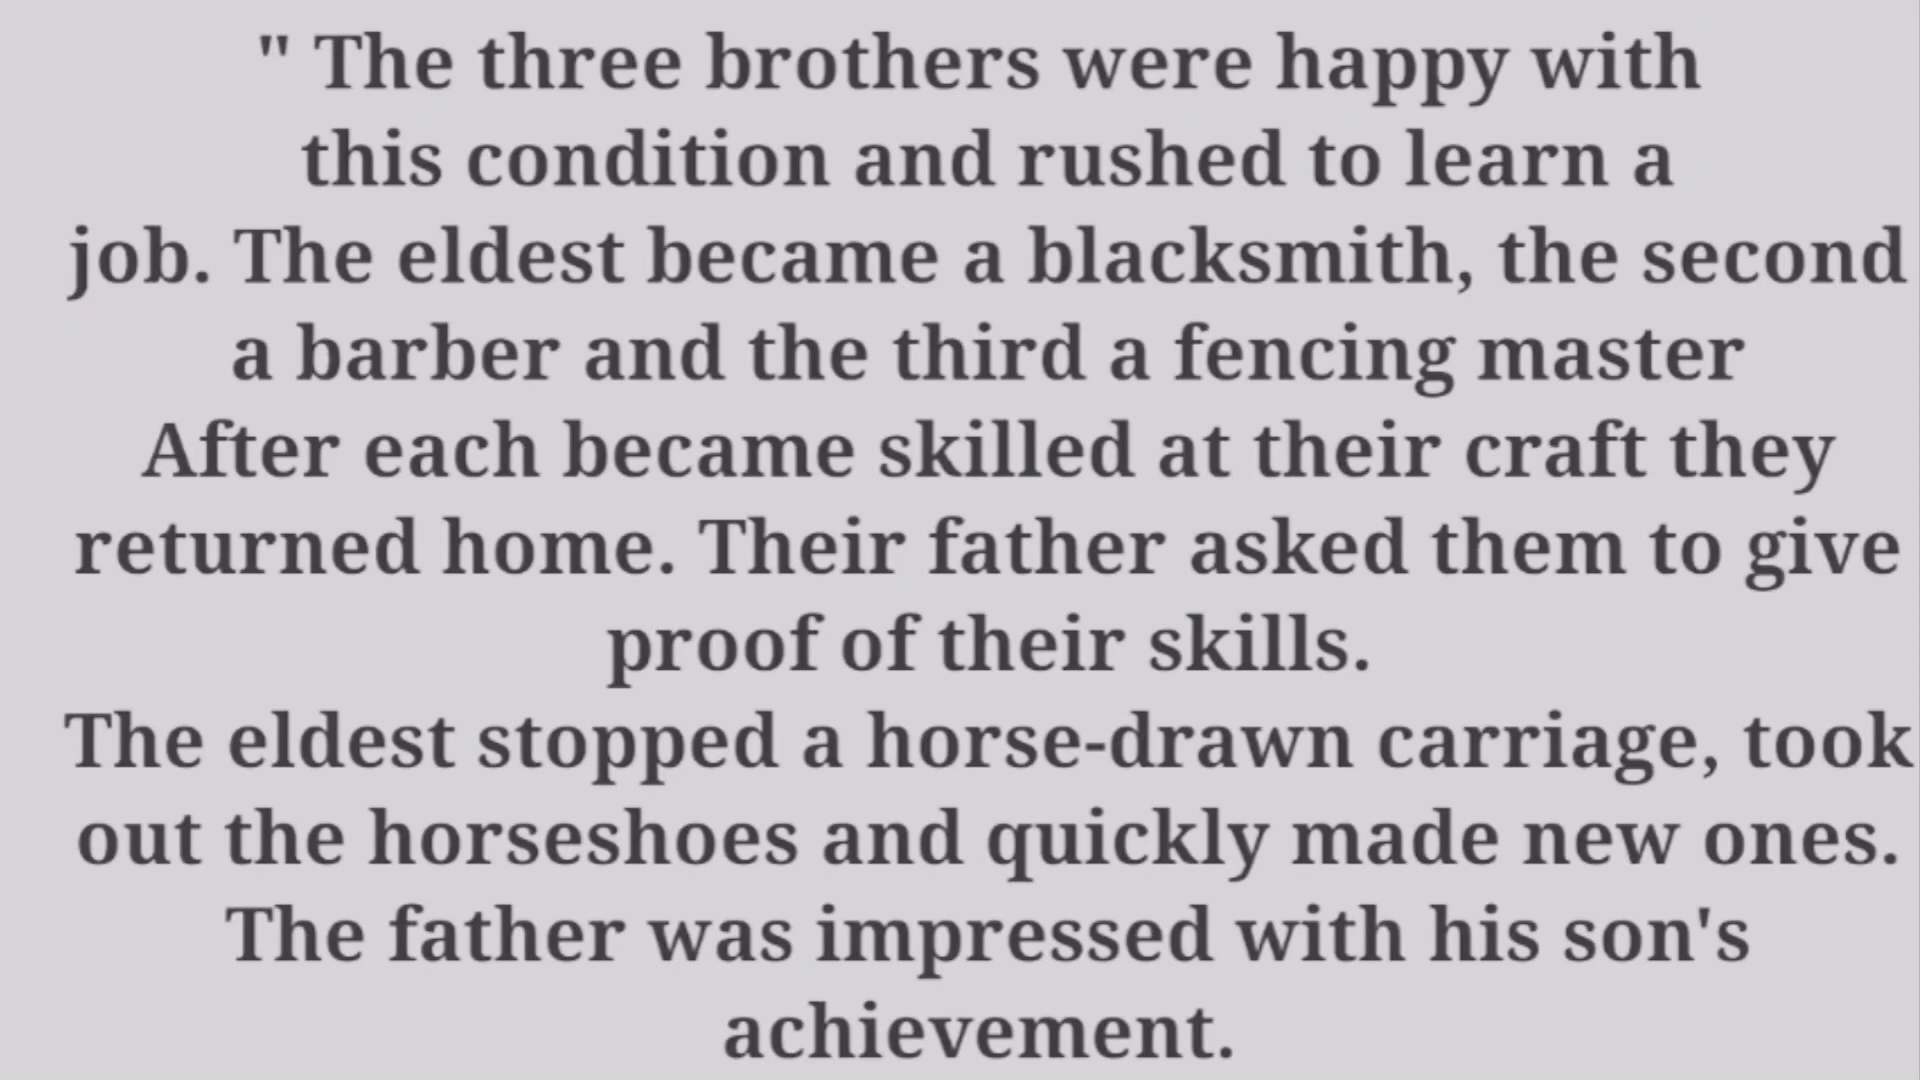 " The three brothers were happy with
this condition and rushed to learn a
job. The eldest became a blacksmith, the second
a barber and the third a fencing master
After each became skilled at their craft they
returned home. Their father asked them to give
proof of their skills.
The eldest stopped a horse-drawn carriage, took
out the horseshoes and quickly made new ones.
The father was impressed with his son's
achievement.